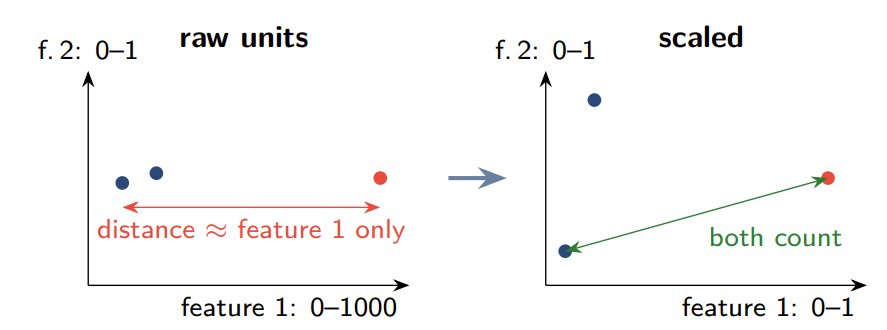 raw units
f. 2: 0–1
distance ≈ feature 1 only
feature 1: 0–1000
scaled
f. 2: 0–1
both count
feature 1: 0–1